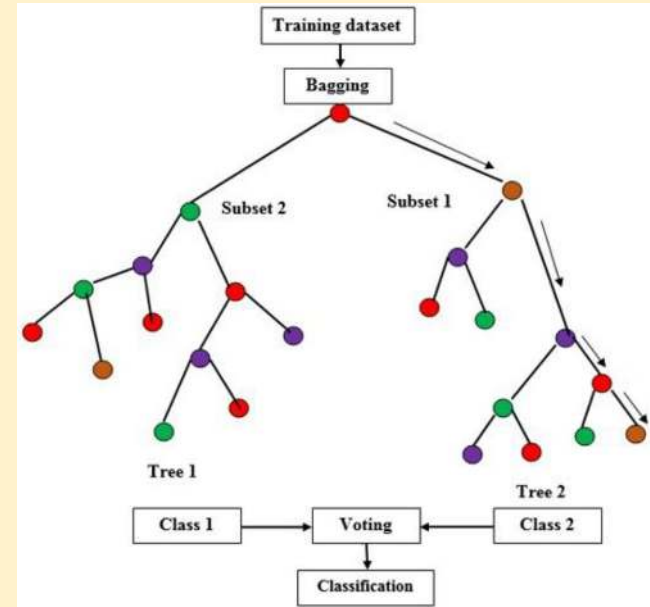 Training dataset
Bagging
Subset 2
Subset 1
Tree 1
Tree 2
Class 1
Voting
Class 2
Classification